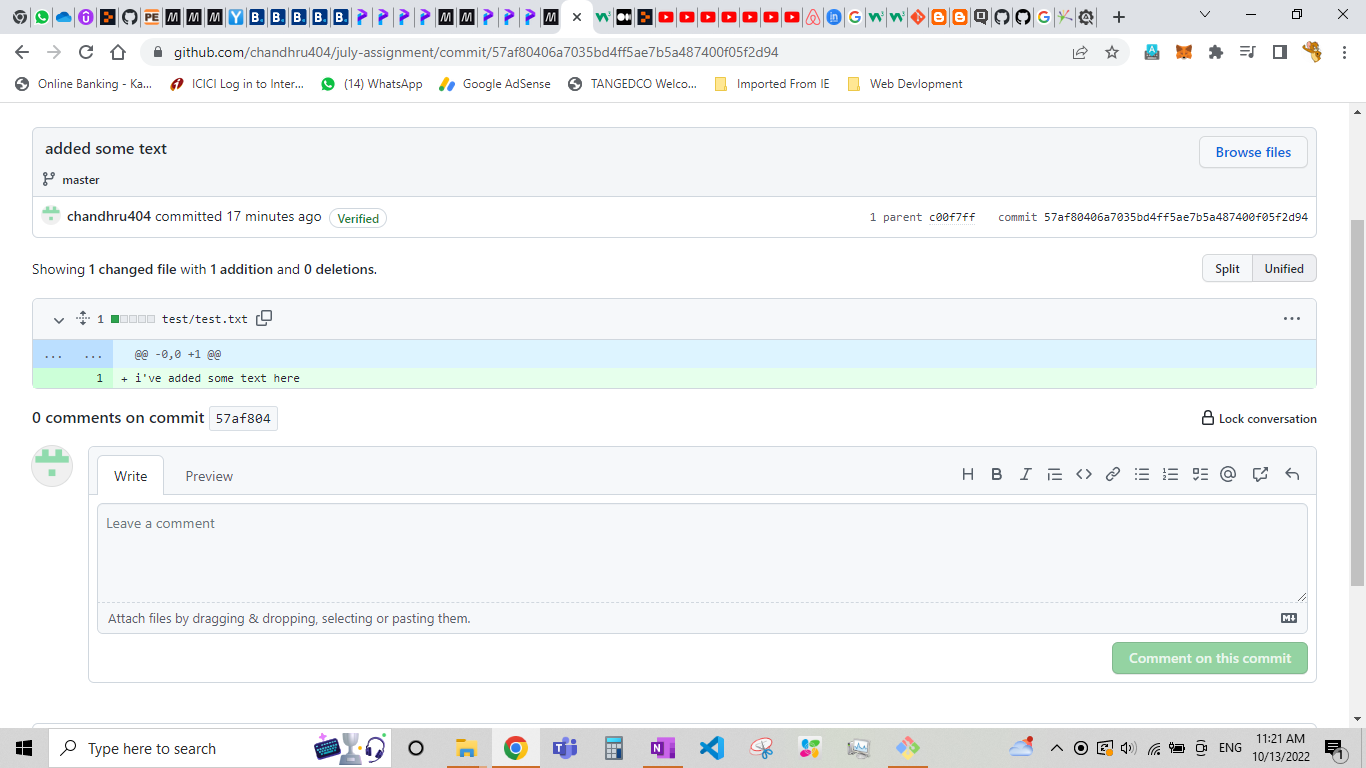 github.com/chandhru404/july-assignment/commit/57af80406a7035bd4ff5ae7b5a487400f05f2d94
Online Banking - Ka... ICICI Log in to Inter... (14) WhatsApp Google AdSense TANGEDCO Welco... Imported From IE Web Devlopment
added some text
Browse files
master
chandhru404 committed 17 minutes ago Verified 1 parent c00f7ff commit 57af80406a7035bd4ff5ae7b5a487400f05f2d94
Showing 1 changed file with 1 addition and 0 deletions. Split Unified
1 test/test.txt ...
... ... @@ -0,0 +1 @@
1 + i've added some text here
0 comments on commit 57af804 Lock conversation
Write Preview
Leave a comment
Attach files by dragging & dropping, selecting or pasting them.
Comment on this commit
Type here to search
ENG 11:21 AM
10/13/2022 1